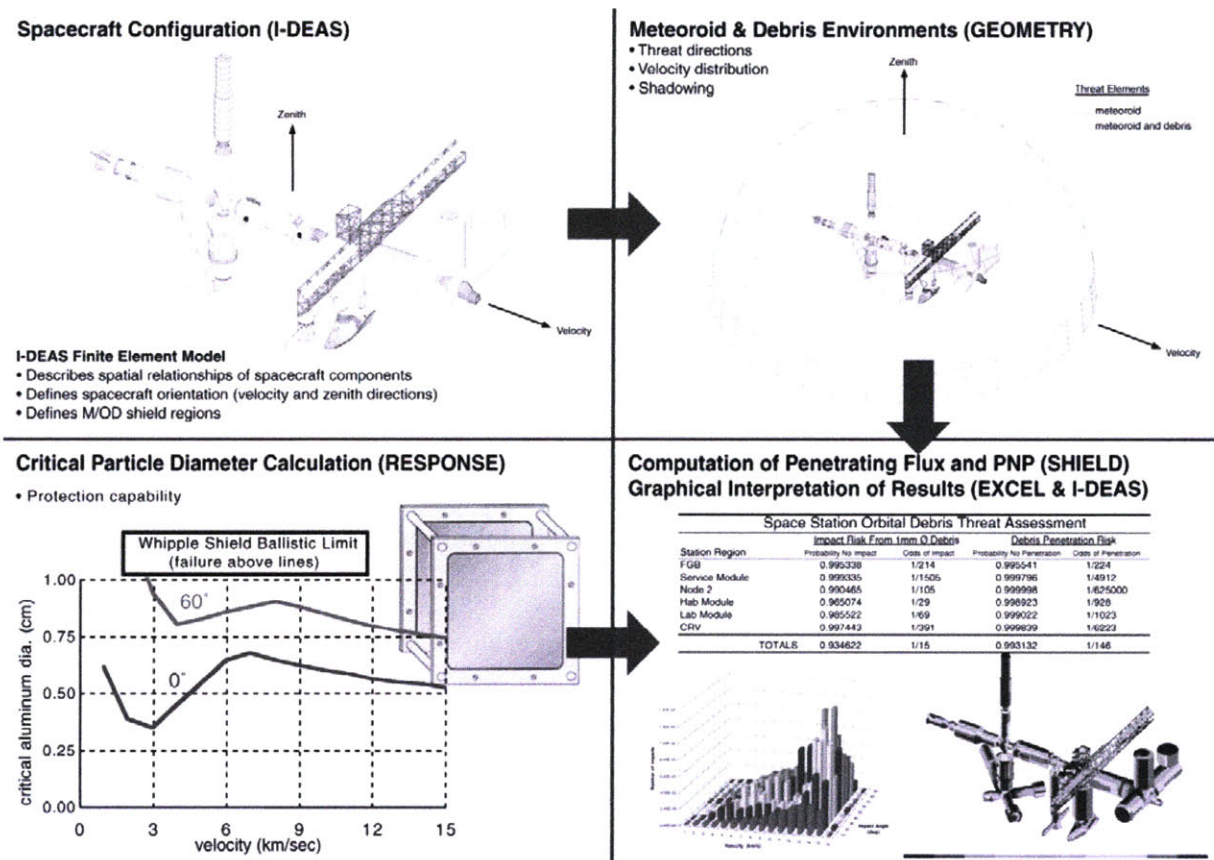 Spacecraft Configuration (I-DEAS)
Zenith
Velocity
I-DEAS Finite Element Model
• Describes spatial relationships of spacecraft components
• Defines spacecraft orientation (velocity and zenith directions)
• Defines M/OD shield regions
Meteoroid & Debris Environments (GEOMETRY)
• Threat directions
• Velocity distribution
• Shadowing
Zenith
Threat Elements
meteoroid
meteoroid and debris
Velocity
Critical Particle Diameter Calculation (RESPONSE)
• Protection capability
Whipple Shield Ballistic Limit
(failure above lines)
critical aluminum dia. (cm)
1.00
0.75
0.50
0.25
0.00
60°
0°
0 3 6 9 12 15
velocity (km/sec)
Computation of Penetrating Flux and PNP (SHIELD)
Graphical Interpretation of Results (EXCEL & I-DEAS)
Space Station Orbital Debris Threat Assessment
Impact Risk From 1mm Ø Debris Debris Penetration Risk
Station Region Probability No Impact Odds of Impact Probability No Penetration Odds of Penetration
FGB 0.995338 1/214 0.995541 1/224
Service Module 0.999335 1/1505 0.999796 1/4912
Node 2 0.990465 1/105 0.999998 1/625000
Hab Module 0.965074 1/29 0.998923 1/928
Lab Module 0.985522 1/69 0.999022 1/1023
CRV 0.997443 1/391 0.999839 1/6223
TOTALS 0.934622 1/15 0.993132 1/146
Number of Impacts
Velocity (km/s)
Impact Angle
(deg)